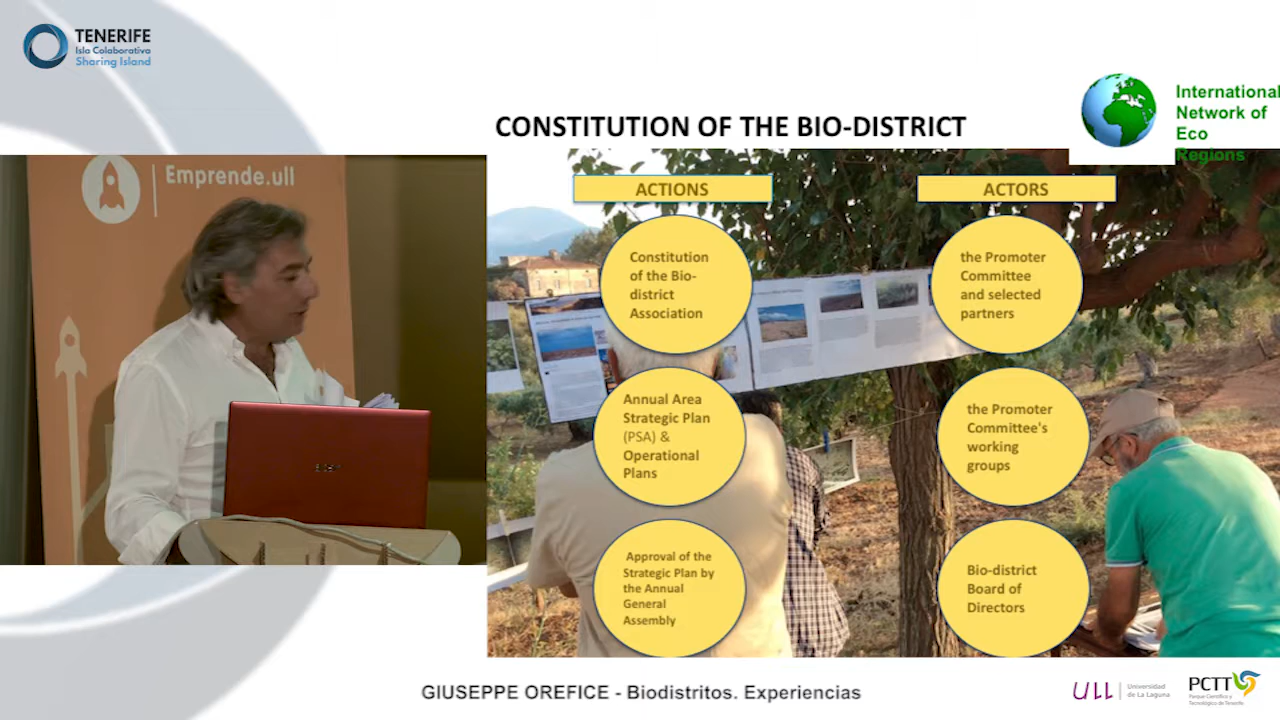 TENERIFE
Isla Colaborativa
Sharing Island
International
Network of
Eco
Regions
CONSTITUTION OF THE BIO-DISTRICT
Emprende.ull
ACTIONS
ACTORS
Constitution
of the Bio-
district
Association
the Promoter
Committee
and selected
partners
Annual Area
Strategic Plan
(PSA) &
Operational
Plans
the Promoter
Committee's
working
groups
Approval of the
Strategic Plan by
the Annual
General
Assembly
Bio-district
Board of
Directors
GIUSEPPE OREFICE - Biodistritos. Experiencias
ULL
Universidad
de La Laguna
PCTT
Parque Científico y
Tecnológico de Tenerife